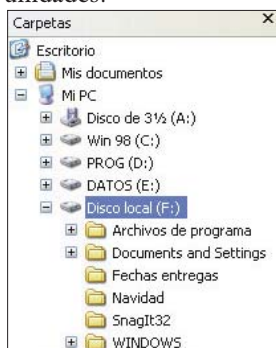 unidades.
Carpetas
Escritorio
Mis documentos
Mi PC
Disco de 3½ (A:)
Win 98 (C:)
PROG (D:)
DATOS (E:)
Disco local (F:)
Archivos de programa
Documents and Settings
Fechas entregas
Navidad
SnagIt32
WINDOWS